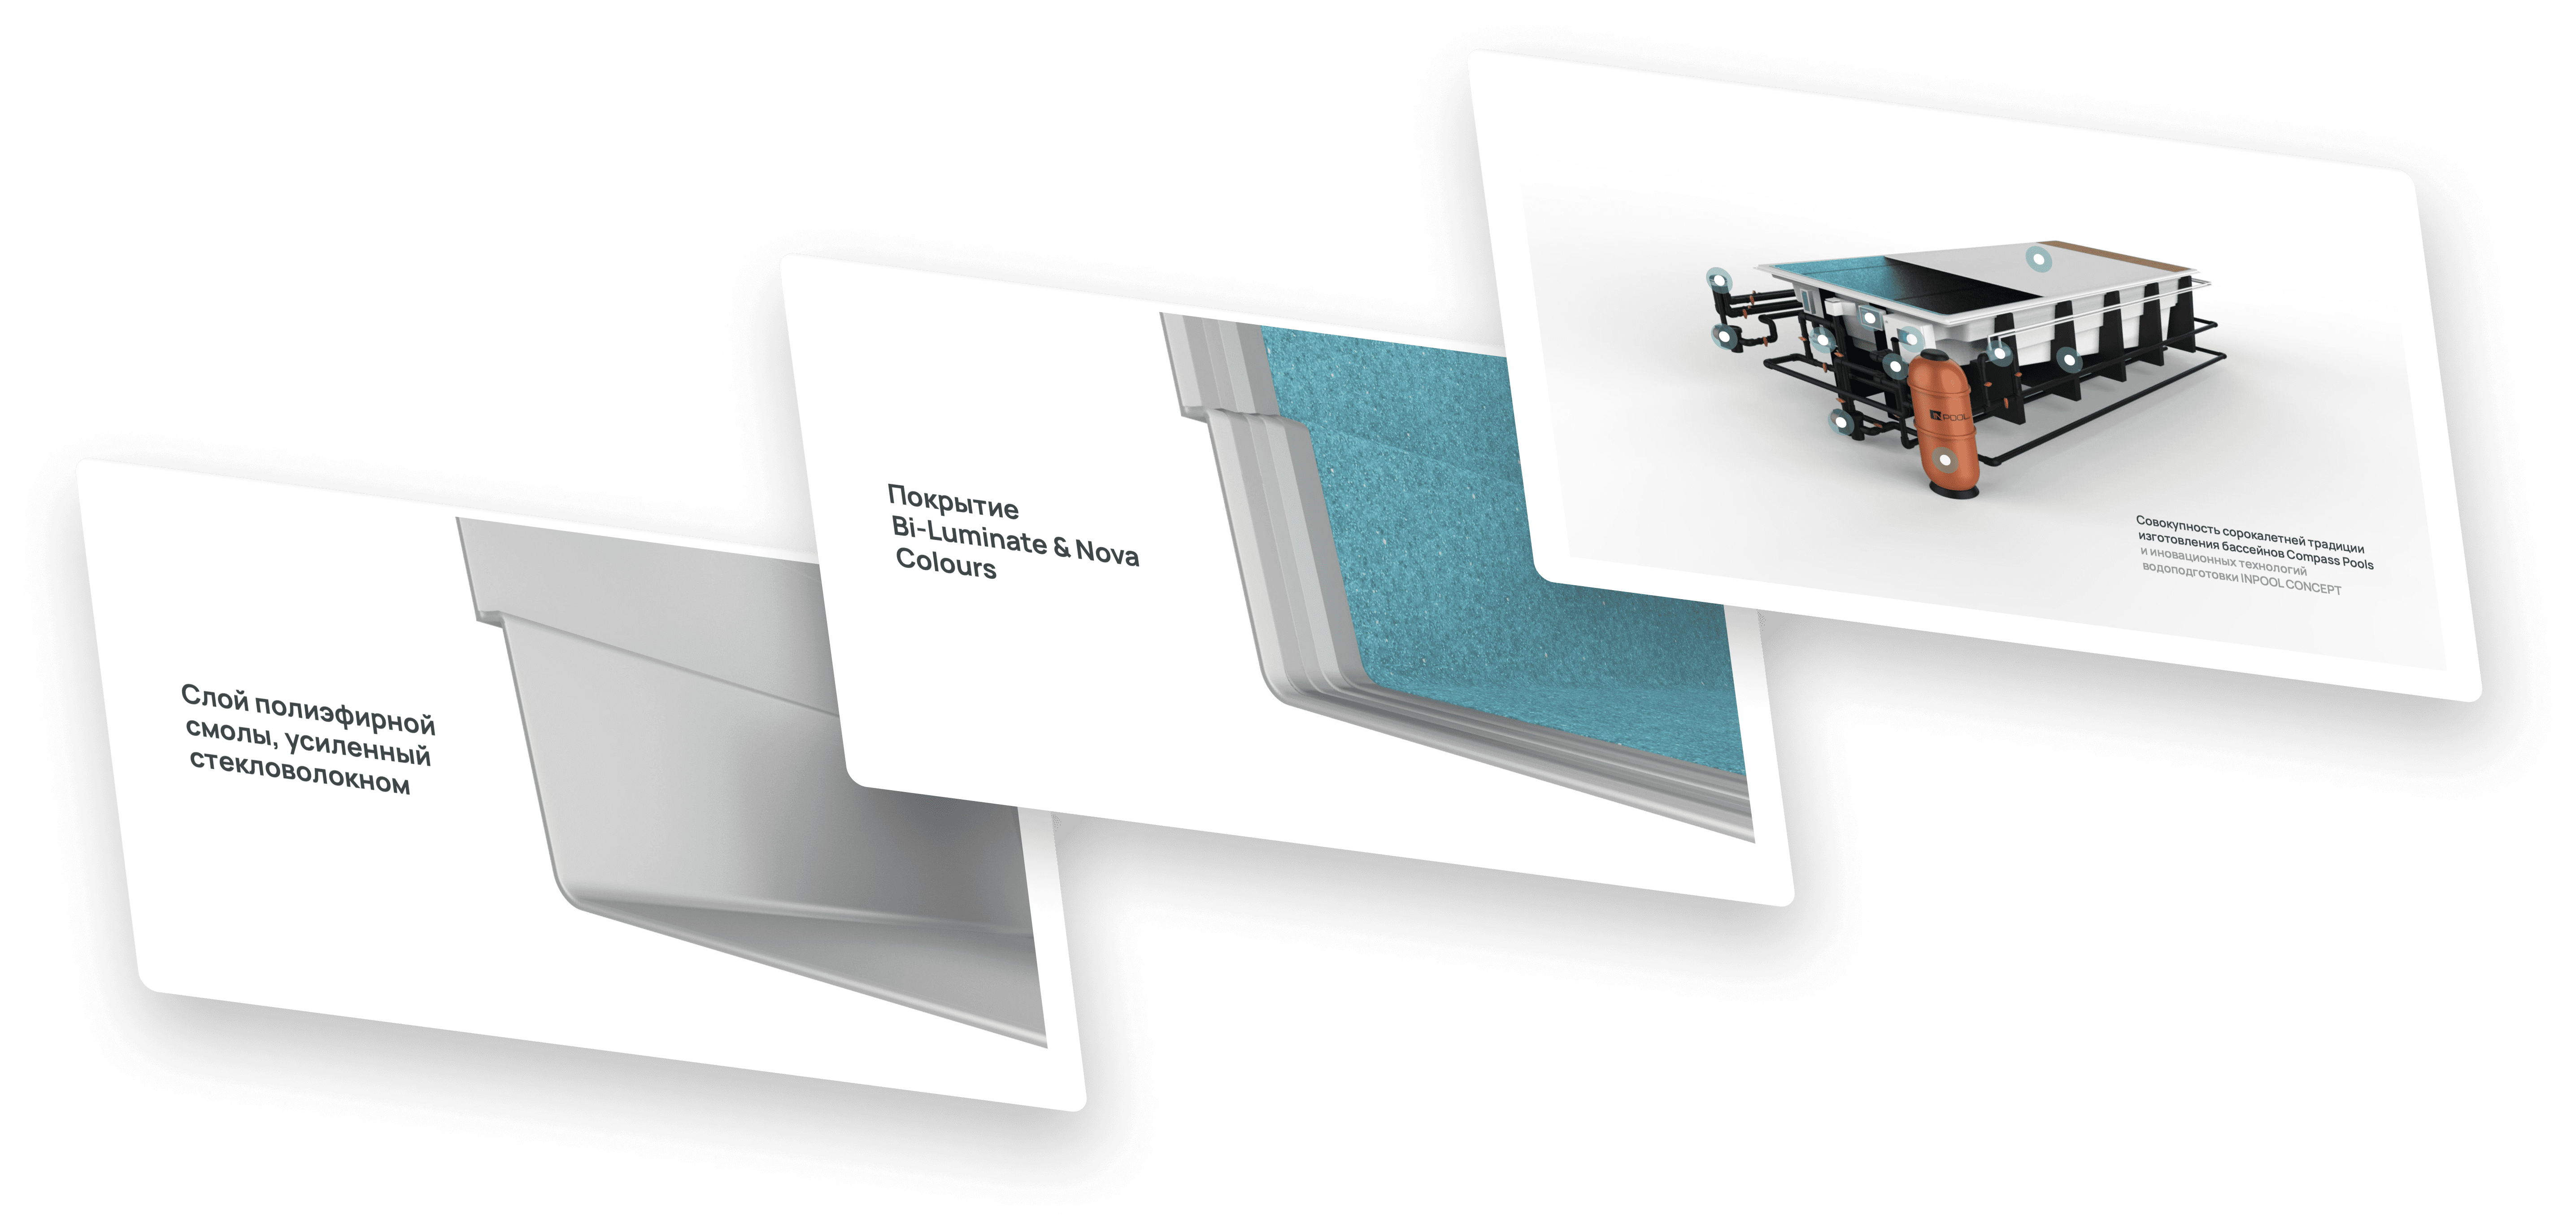 Слой полиэфирной
смолы, усиленный
стекловолокном
Покрытие
Bi-Luminate & Nova
Colours
IN POOL
Совокупность сорокалетней традиции
изготовления бассейнов Compass Pools
и иновационных технологий
водоподготовки INPOOL CONCEPT